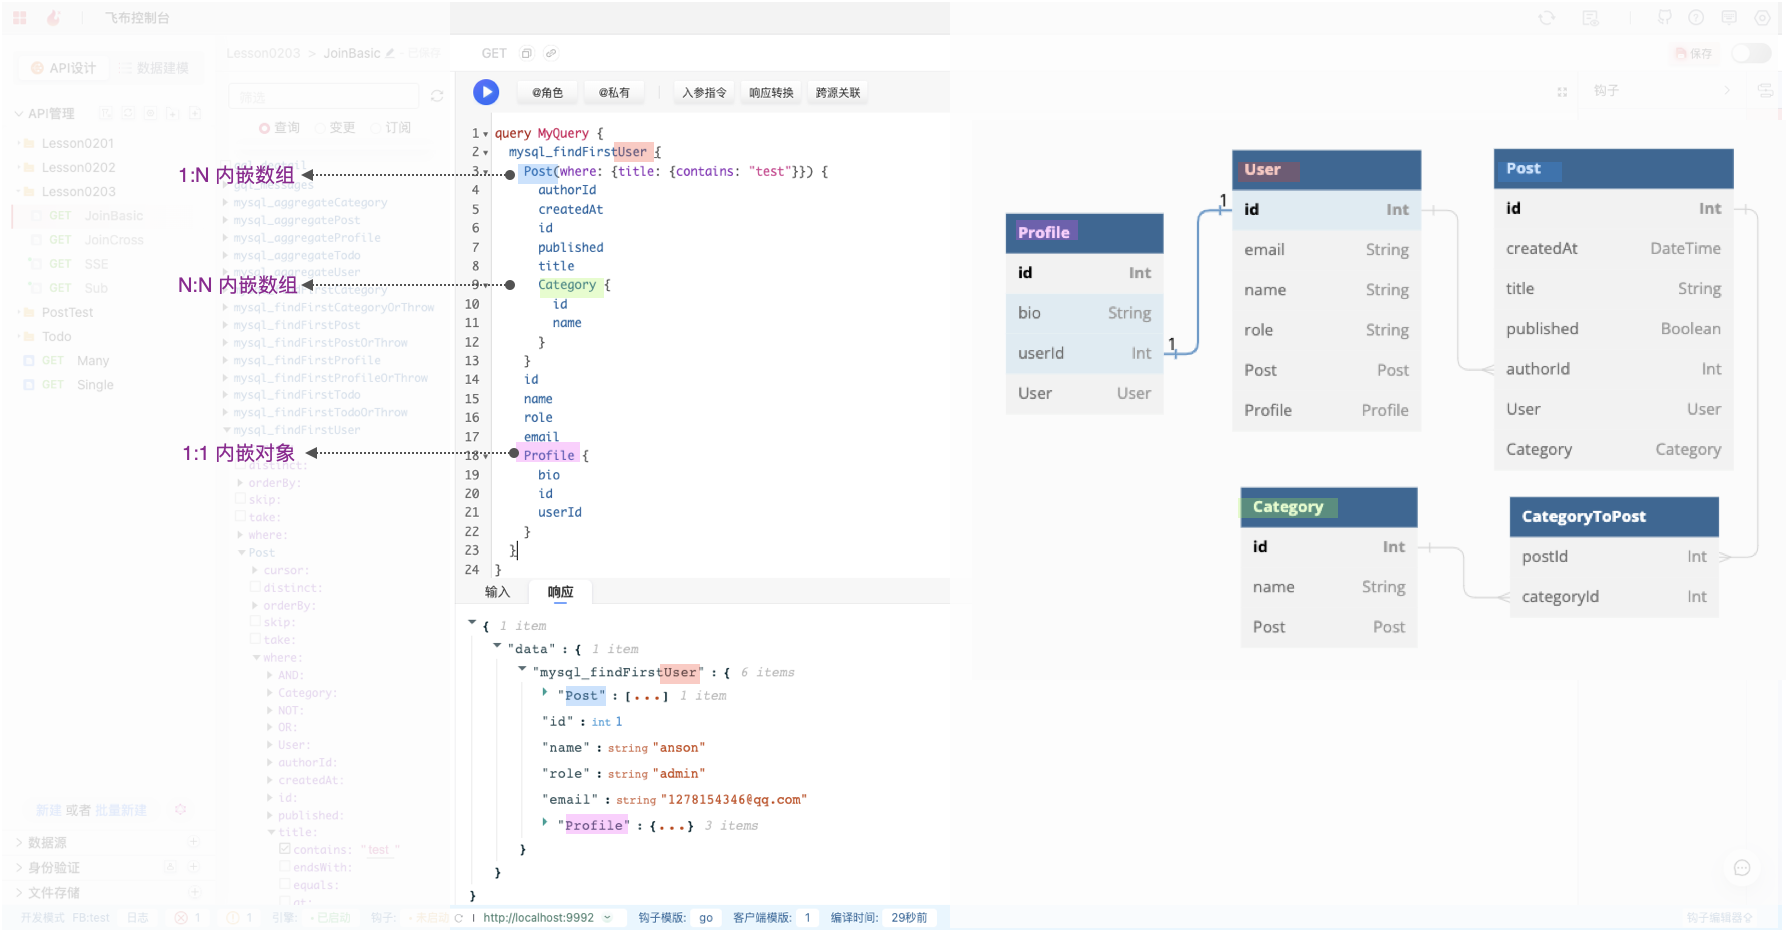 飞布控制台
API设计
数据建模
API管理
Lesson0201
Lesson0202
Lesson0203
GET JoinBasic
GET JoinCross
GET SSE
GET Sub
PostTest
Todo
GET Many
GET Single
新建 或者 批量新建
数据源
身份验证
文件存储
Lesson0203 > JoinBasic - 已保存
筛选
查询 变更 订阅
mysql_aggregateCategory
mysql_aggregatePost
mysql_aggregateProfile
mysql_aggregateTodo
mysql_aggregateUser
mysql_findFirstCategoryOrThrow
mysql_findFirstPost
mysql_findFirstPostOrThrow
mysql_findFirstProfile
mysql_findFirstProfileOrThrow
mysql_findFirstTodo
mysql_findFirstTodoOrThrow
mysql_findFirstUser
distinct:
orderBy:
skip:
take:
where:
Post
cursor:
distinct:
orderBy:
skip:
take:
where:
AND:
Category:
NOT:
OR:
User:
authorId:
createdAt:
id:
published:
title:
contains: "test"
endsWith:
equals:
gt:
1:N 内嵌数组
N:N 内嵌数组
1:1 内嵌对象
GET
@角色
@私有
入参指令
响应转换
跨源关联
1 query MyQuery {
2 mysql_findFirstUser {
3 Post(where: {title: {contains: "test"}}) {
4 authorId
5 createdAt
6 id
7 published
8 title
9 Category {
10 id
11 name
12 }
13 }
14 id
15 name
16 role
17 email
18 Profile {
19 bio
20 id
21 userId
22 }
23 }
24 }
输入
响应
{ 1 item
"data" : { 1 item
"mysql_findFirstUser" : { 6 items
"Post" : [...] 1 item
"id" : int 1
"name" : string "anson"
"role" : string "admin"
"email" : string "1278154346@qq.com"
"Profile" : {...} 3 items
}
}
}
保存
钩子
Profile
id Int
bio String
userId Int
User User
1
1
User
id Int
email String
name String
role String
Post Post
Profile Profile
Post
id Int
createdAt DateTime
title String
published Boolean
authorId Int
User User
Category Category
Category
id Int
name String
Post Post
CategoryToPost
postId Int
categoryId Int
开发模式 FB:test 日志 1 1 引擎: 已启动 钩子: 未启动 http://localhost:9992 钩子模版: go 客户端模版: 1 编译时间: 29秒前 钩子编辑器